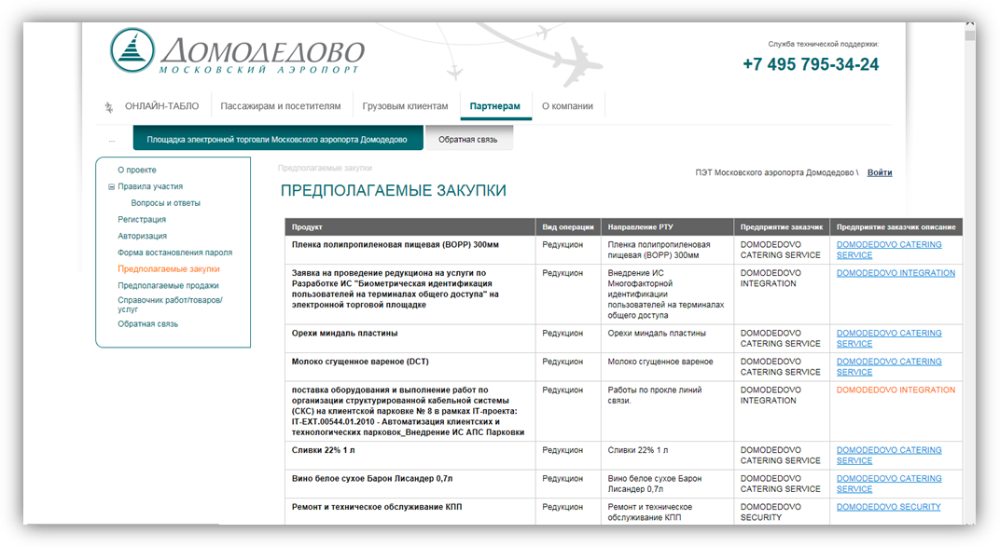 ДОМОДЕДОВО
МОСКОВСКИЙ АЭРОПОРТ
Служба технической поддержки:
+7 495 795-34-24
ОНЛАЙН-ТАБЛО
Пассажирам и посетителям
Грузовым клиентам
Партнерам
О компании
...
Площадка электронной торговли Московского аэропорта Домодедово
Обратная связь
О проекте
Правила участия
Вопросы и ответы
Регистрация
Авторизация
Форма востановления пароля
Предполагаемые закупки
Предполагаемые продажи
Справочник работ/товаров/
услуг
Обратная связь
Предполагаемые закупки
ПЭТ Московского аэропорта Домодедово \ Войти
ПРЕДПОЛАГАЕМЫЕ ЗАКУПКИ
Продукт
Вид операции
Направление РТУ
Предприятие заказчик
Предприятие заказчик описание
Пленка полипропиленовая пищевая (BOPP) 300мм
Редукцион
Пленка полипропиленовая
пищевая (BOPP) 300мм
DOMODEDOVO
CATERING SERVICE
DOMODEDOVO CATERING
SERVICE
Заявка на проведение редукциона на услуги по
Разработке ИС "Биометрическая идентификация
пользователей на терминалах общего доступа" на
электронной торговой площадке
Редукцион
Внедрение ИС
Многофакторной
идентификации
пользователей на терминалах
общего доступа
DOMODEDOVO
INTEGRATION
DOMODEDOVO INTEGRATION
Орехи миндаль пластины
Редукцион
Орехи миндаль пластины
DOMODEDOVO
CATERING SERVICE
DOMODEDOVO CATERING
SERVICE
Молоко сгущенное вареное (DCT)
Редукцион
Молоко сгущенное вареное
DOMODEDOVO
CATERING SERVICE
DOMODEDOVO CATERING
SERVICE
поставка оборудования и выполнение работ по
организации структурированной кабельной системы
(СКС) на клиентской парковке № 8 в рамках IT-проекта:
IT-EXT.00544.01.2010 - Автоматизация клиентских и
технологических парковок_Внедрение ИС АПС Парковки
Редукцион
Работы по прокле линий
связи.
DOMODEDOVO
INTEGRATION
DOMODEDOVO INTEGRATION
Сливки 22% 1 л
Редукцион
Сливки 22% 1 л
DOMODEDOVO
CATERING SERVICE
DOMODEDOVO CATERING
SERVICE
Вино белое сухое Барон Лисандер 0,7л
Редукцион
Вино белое сухое Барон
Лисандер 0,7л
DOMODEDOVO
CATERING SERVICE
DOMODEDOVO CATERING
SERVICE
Ремонт и техническое обслуживание КПП
Редукцион
Ремонт и техническое
обслуживание КПП
DOMODEDOVO
SECURITY
DOMODEDOVO SECURITY